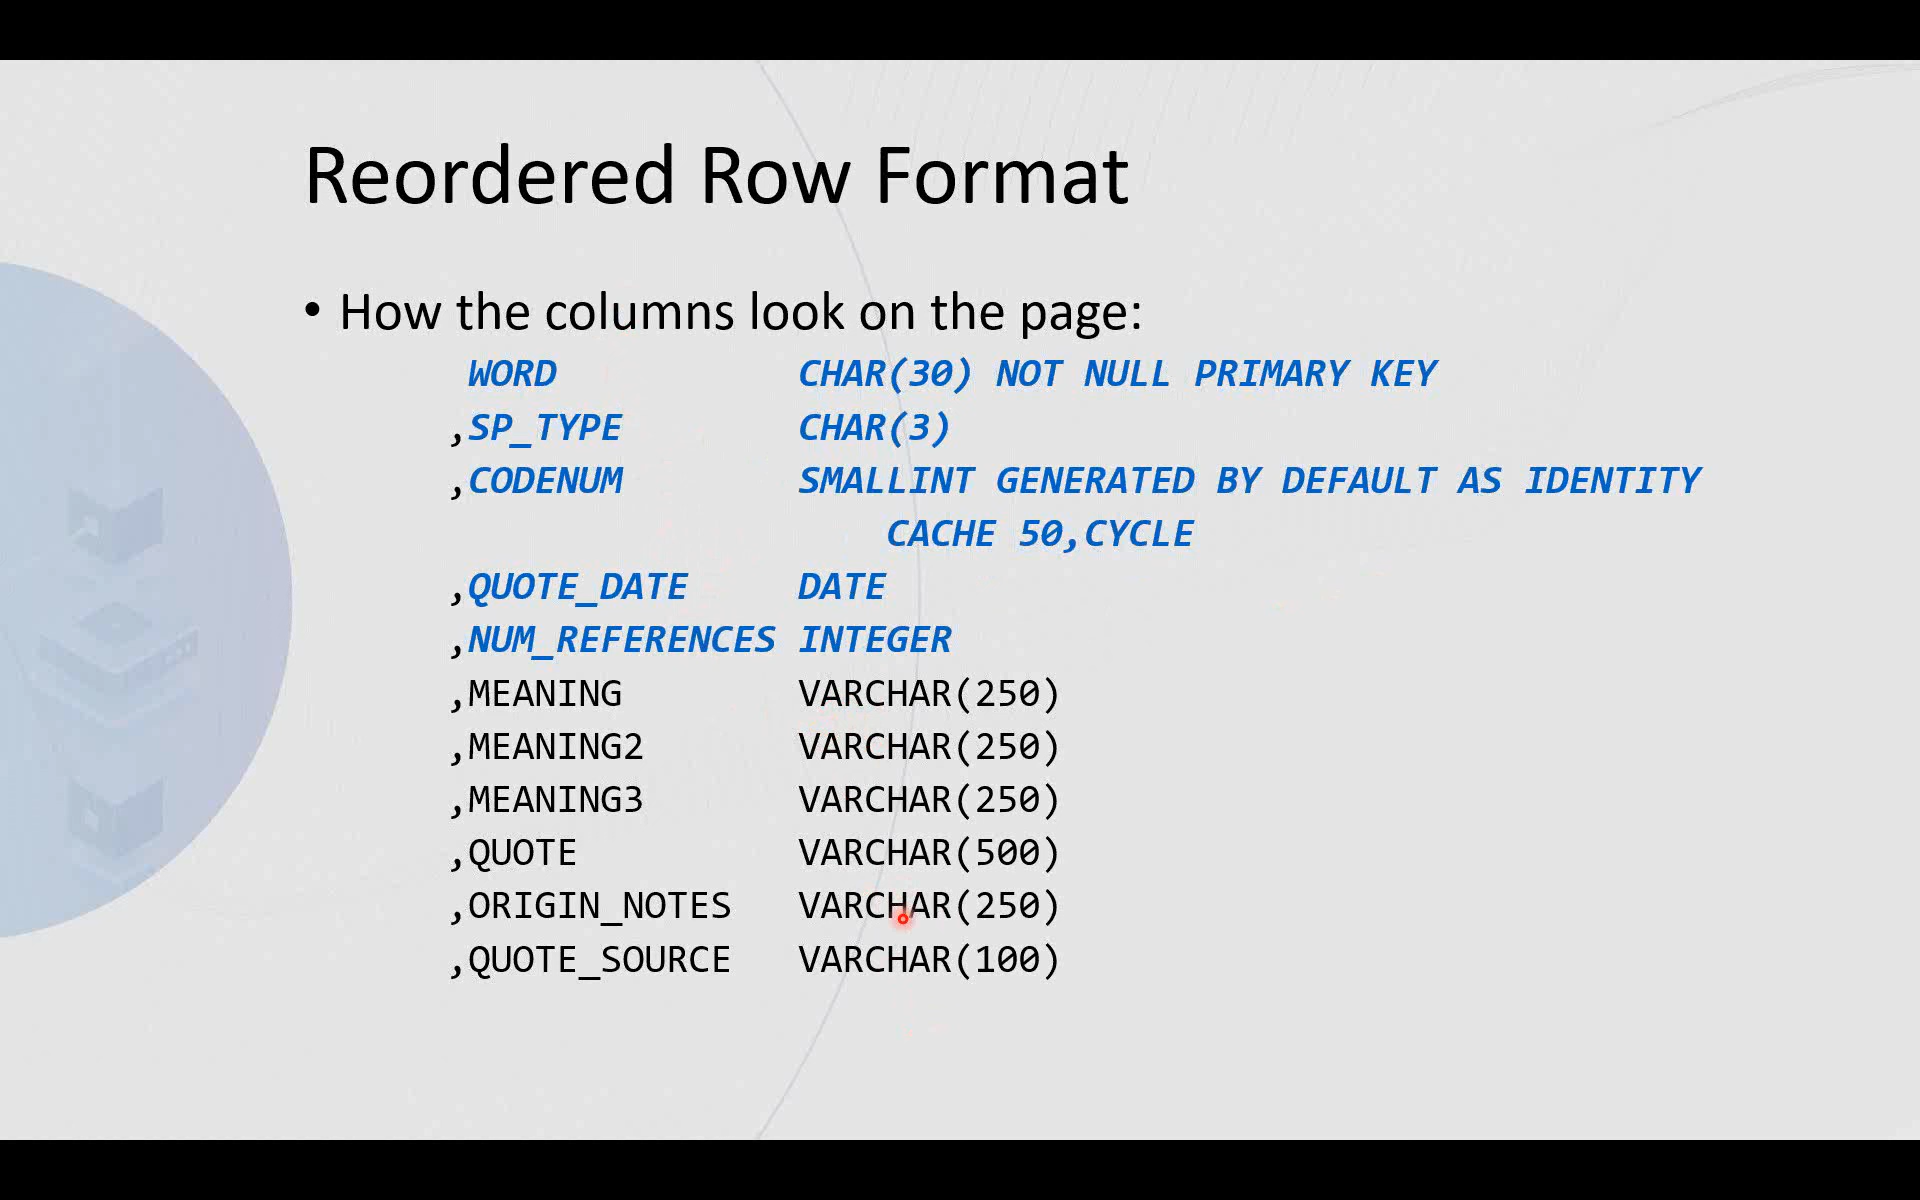 Reordered Row Format
• How the columns look on the page:
WORD CHAR(30) NOT NULL PRIMARY KEY
,SP_TYPE CHAR(3)
,CODENUM SMALLINT GENERATED BY DEFAULT AS IDENTITY
CACHE 50,CYCLE
,QUOTE_DATE DATE
,NUM_REFERENCES INTEGER
,MEANING VARCHAR(250)
,MEANING2 VARCHAR(250)
,MEANING3 VARCHAR(250)
,QUOTE VARCHAR(500)
,ORIGIN_NOTES VARCHAR(250)
,QUOTE_SOURCE VARCHAR(100)